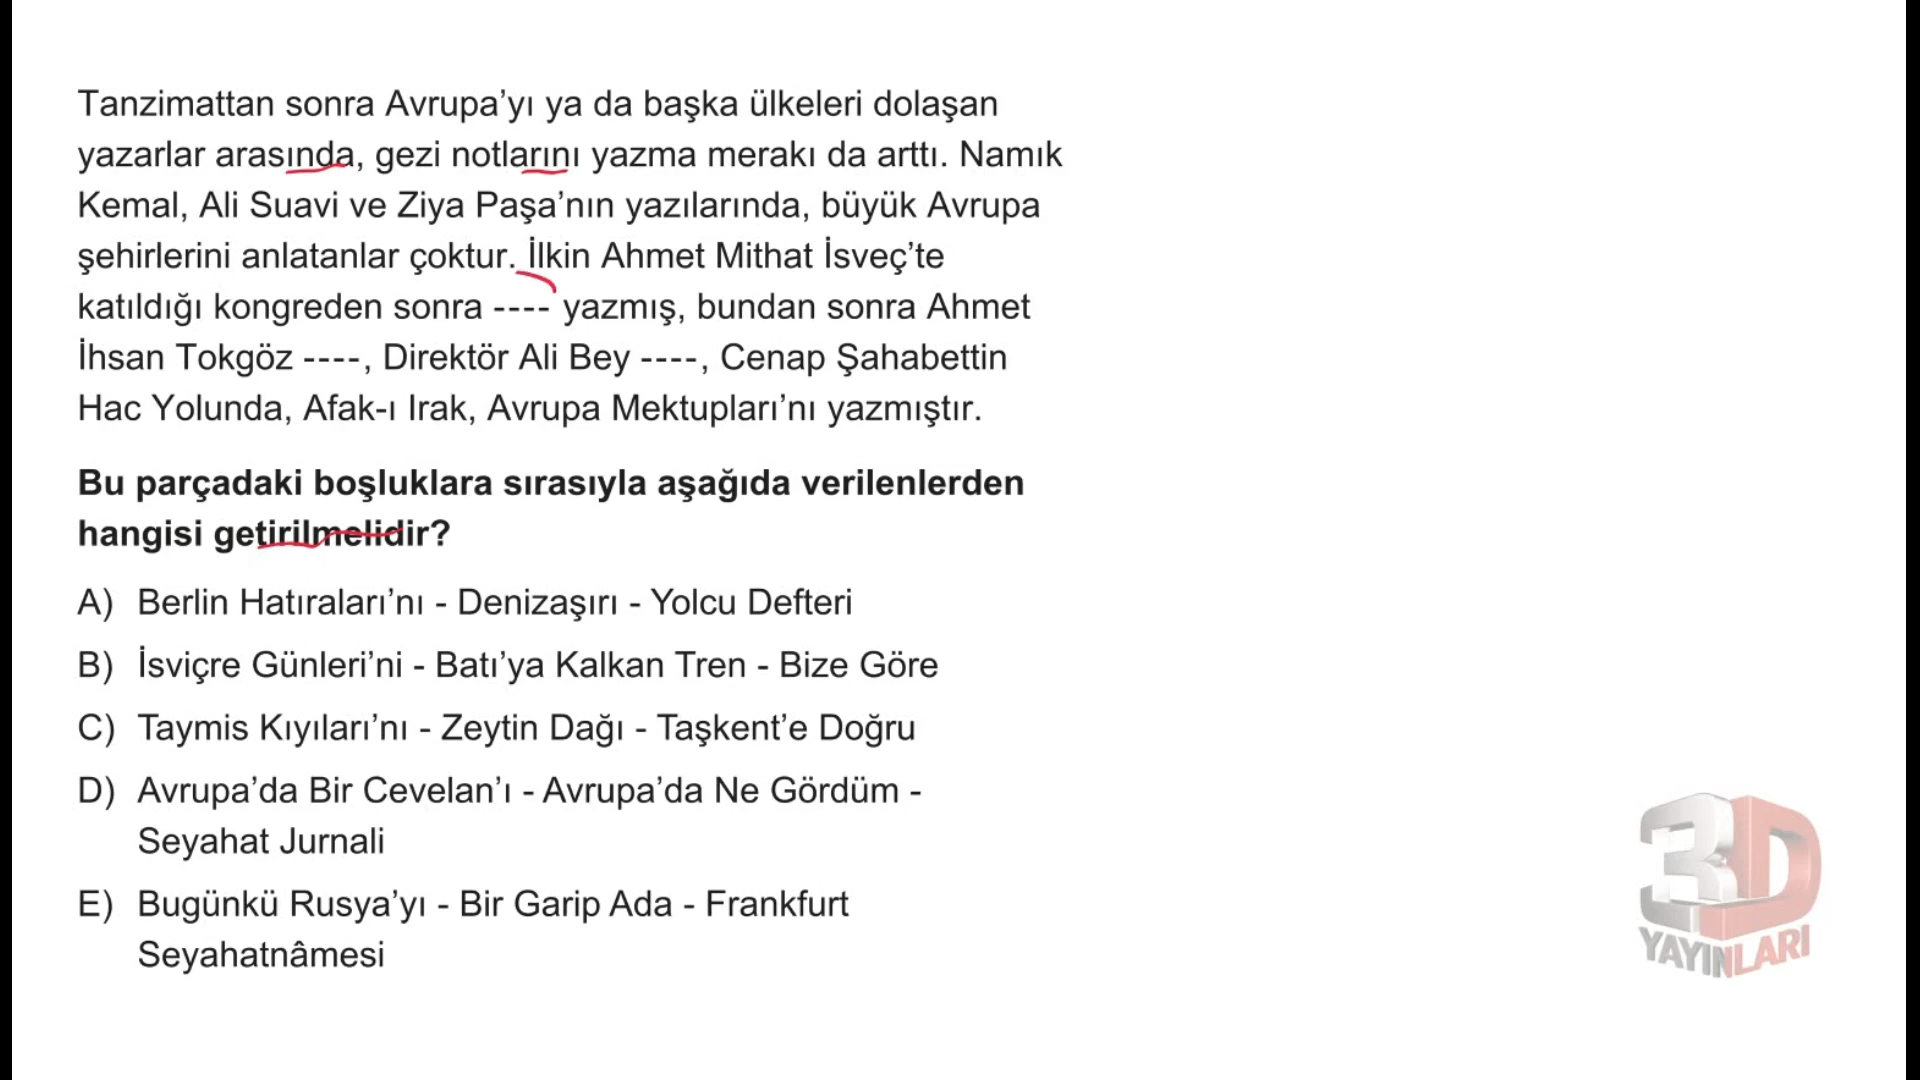 Tanzimattan sonra Avrupa’yı ya da başka ülkeleri dolaşan
yazarlar arasında, gezi notlarını yazma merakı da arttı. Namık
Kemal, Ali Suavi ve Ziya Paşa’nın yazılarında, büyük Avrupa
şehirlerini anlatanlar çoktur. İlkin Ahmet Mithat İsveç’te
katıldığı kongreden sonra ---- yazmış, bundan sonra Ahmet
İhsan Tokgöz ----, Direktör Ali Bey ----, Cenap Şahabettin
Hac Yolunda, Afak-ı Irak, Avrupa Mektupları’nı yazmıştır.
Bu parçadaki boşluklara sırasıyla aşağıda verilenlerden
hangisi getirilmelidir?
A) Berlin Hatıraları’nı - Denizaşırı - Yolcu Defteri
B) İsviçre Günleri’ni - Batı’ya Kalkan Tren - Bize Göre
C) Taymis Kıyıları’nı - Zeytin Dağı - Taşkent’e Doğru
D) Avrupa’da Bir Cevelan’ı - Avrupa’da Ne Gördüm -
Seyahat Jurnali
E) Bugünkü Rusya’yı - Bir Garip Ada - Frankfurt
Seyahatnâmesi
3D
YAYINLARI